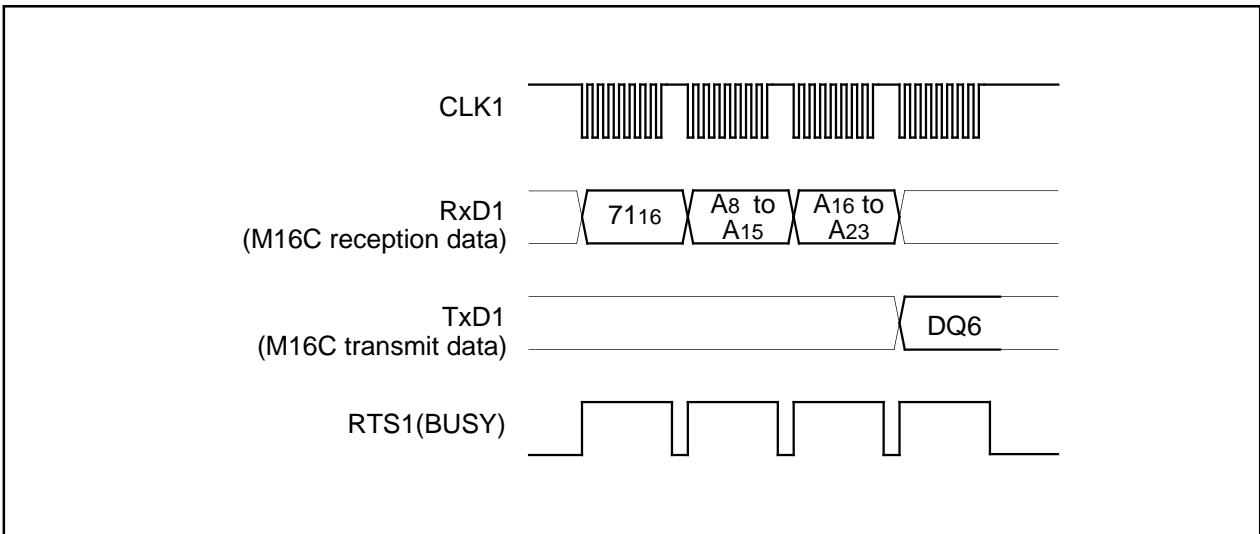 CLK1
RxD1
(M16C reception data)
7116
A8 to
A15
A16 to
A23
TxD1
(M16C transmit data)
DQ6
RTS1(BUSY)